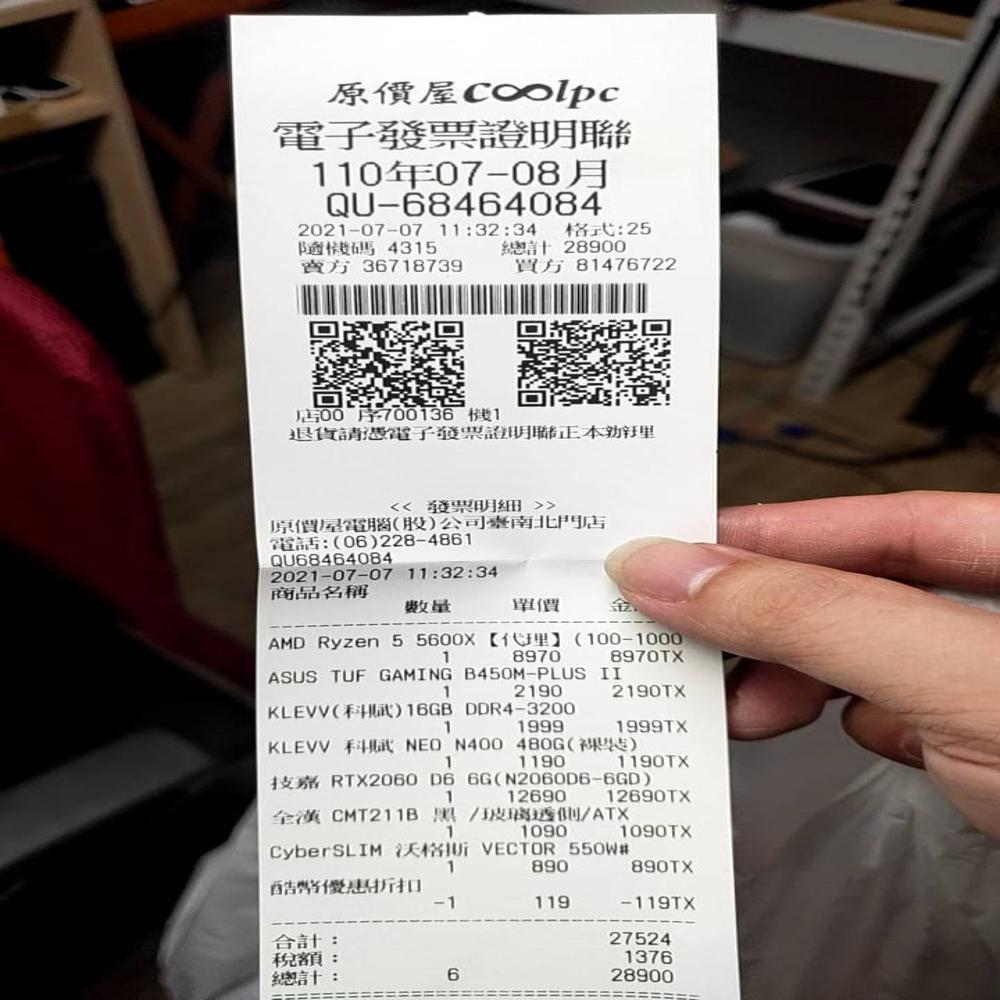 原價屋coolpc
電子發票證明聯
110年07-08月
QU-68464084
2021-07-07 11:32:34 格式:25
隨機碼 4315 總計 28900
賣方 36718739 買方 81476722
店00 序700136 機1
退貨請憑電子發票證明聯正本辦理
<< 發票明細 >>
原價屋電腦(股)公司臺南北門店
電話:(06)228-4861
QU68464084
2021-07-07 11:32:34
商品名稱
數量 單價
AMD Ryzen 5 5600X【代理】(100-1000
1 8970 8970TX
ASUS TUF GAMING B450M-PLUS II
1 2190 2190TX
KLEVV(科賦)16GB DDR4-3200
1 1999 1999TX
KLEVV 科賦 NEO N400 480G(裸裝)
1 1190 1190TX
技嘉 RTX2060 D6 6G(N2060D6-6GD)
1 12690 12690TX
全漢 CMT211B 黑 /玻璃透側/ATX
1 1090 1090TX
CyberSLIM 沃格斯 VECTOR 550W#
1 890 890TX
酷幣優惠折扣
-1 119 -119TX
合計: 27524
稅額: 1376
總計: 6 28900